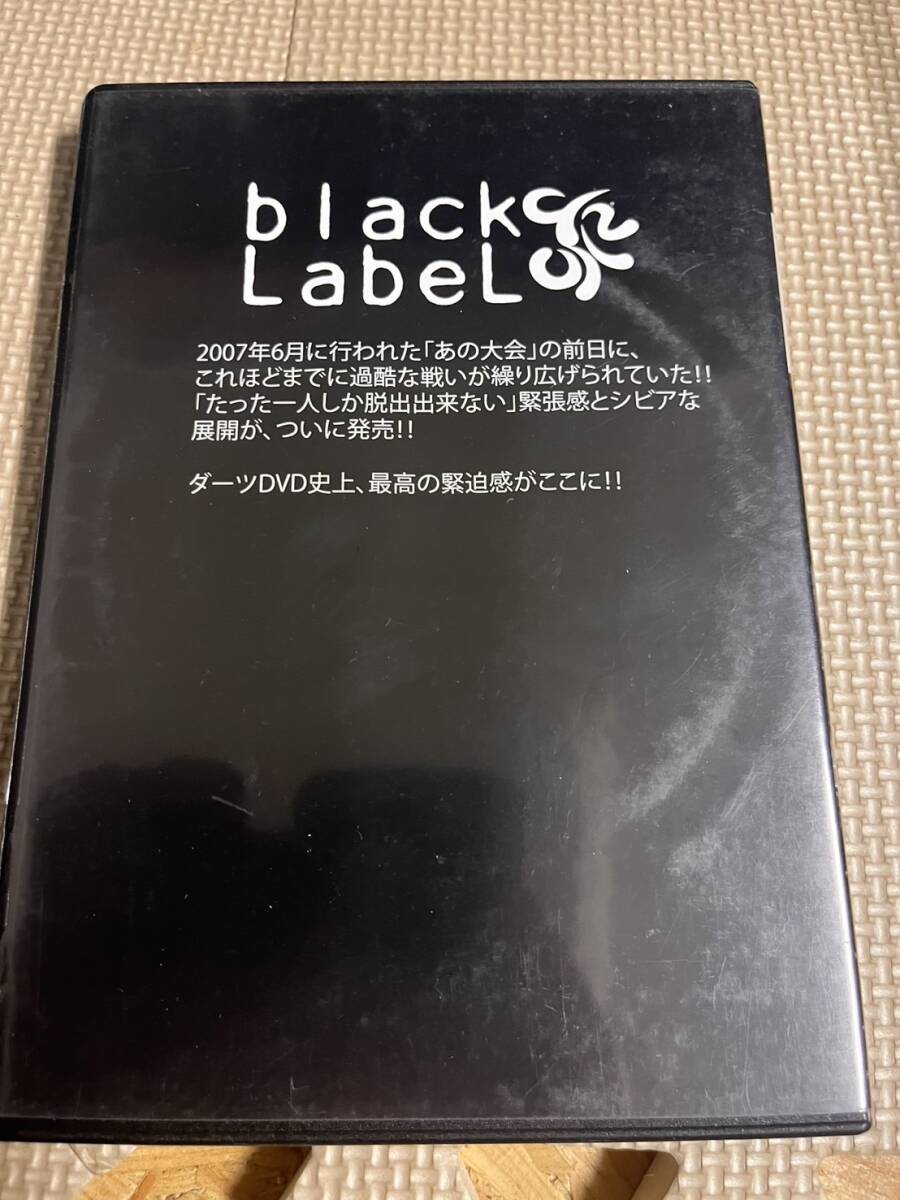 black
LabeL
2007年6月に行われた「あの大会」の前日に、
これほどまでに過酷な戦いが繰り広げられていた!!
「たった一人しか脱出出来ない」緊張感とシビアな
展開が、ついに発売!!
ダーツDVD史上、最高の緊迫感がここに!!